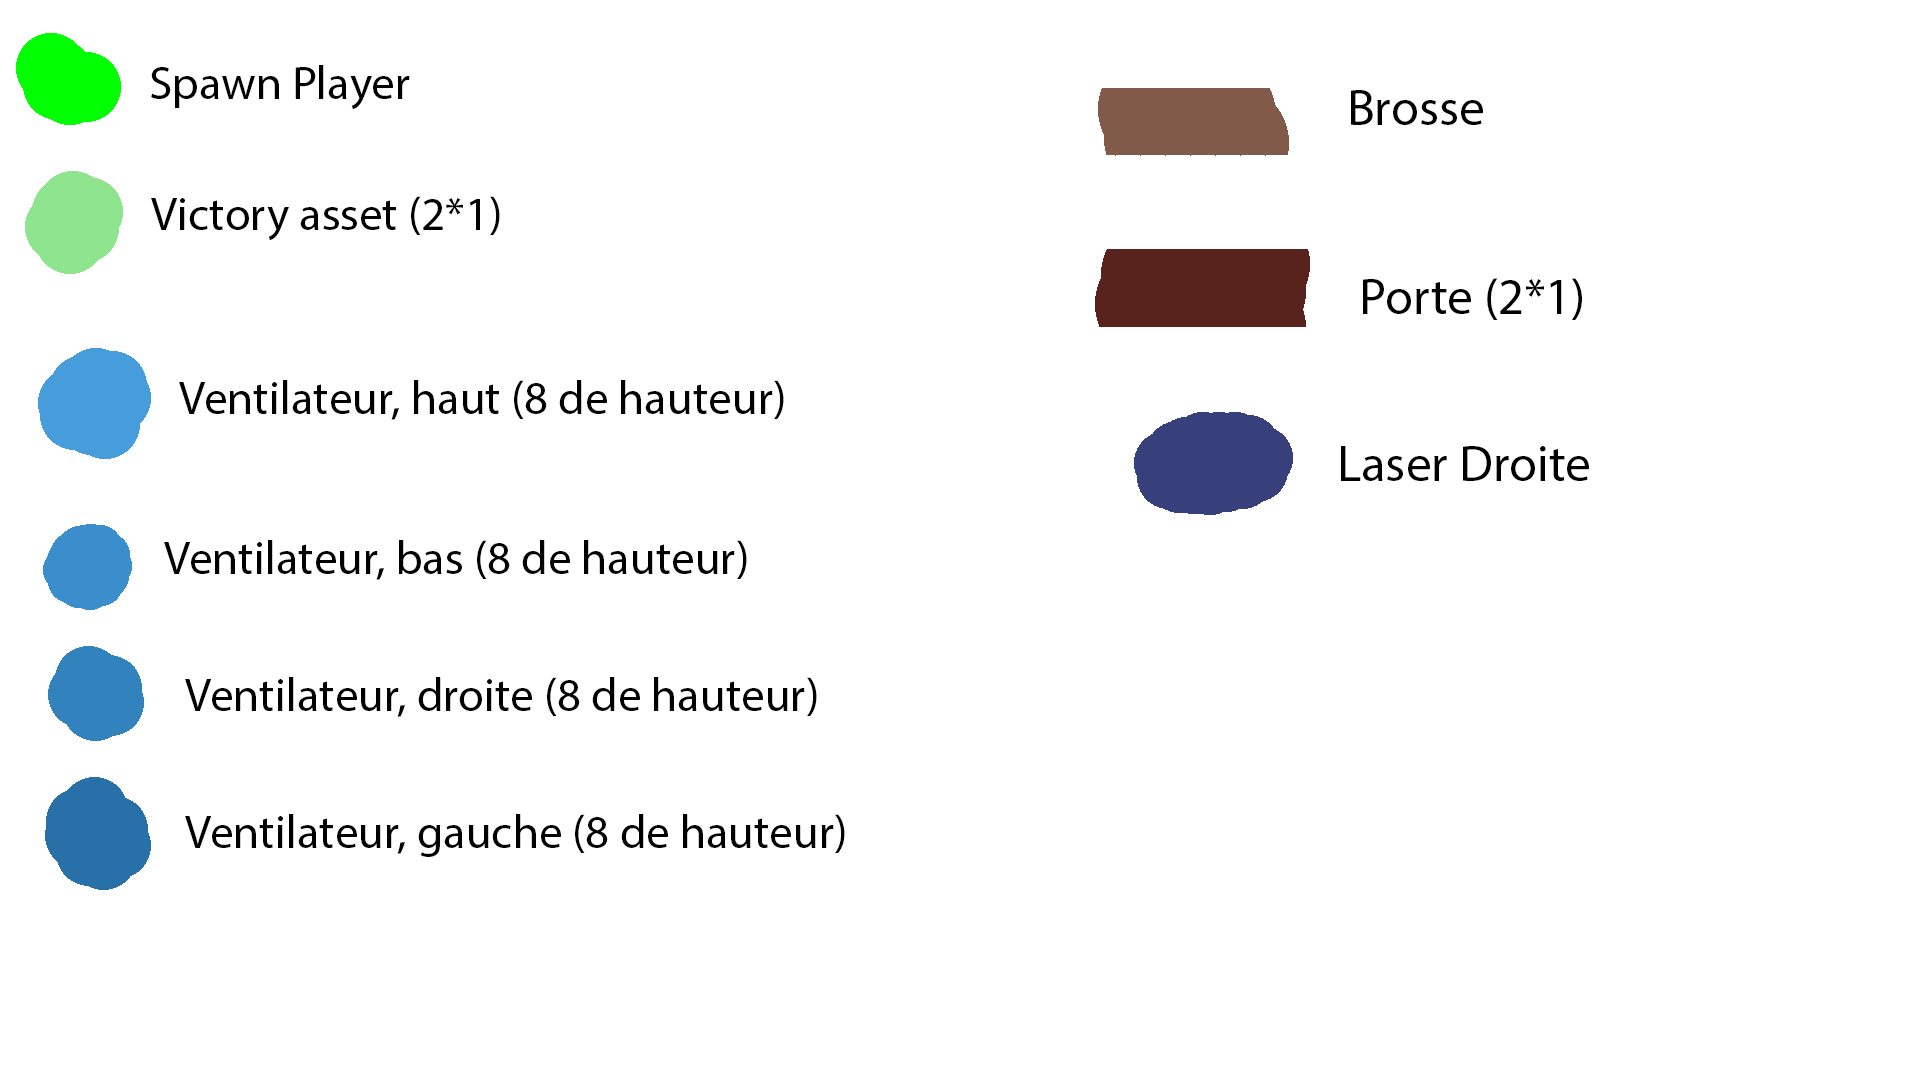 Spawn Player
Victory asset (2*1)
Ventilateur, haut (8 de hauteur)
Ventilateur, bas (8 de hauteur)
Ventilateur, droite (8 de hauteur)
Ventilateur, gauche (8 de hauteur)
Brosse
Porte (2*1)
Laser Droite